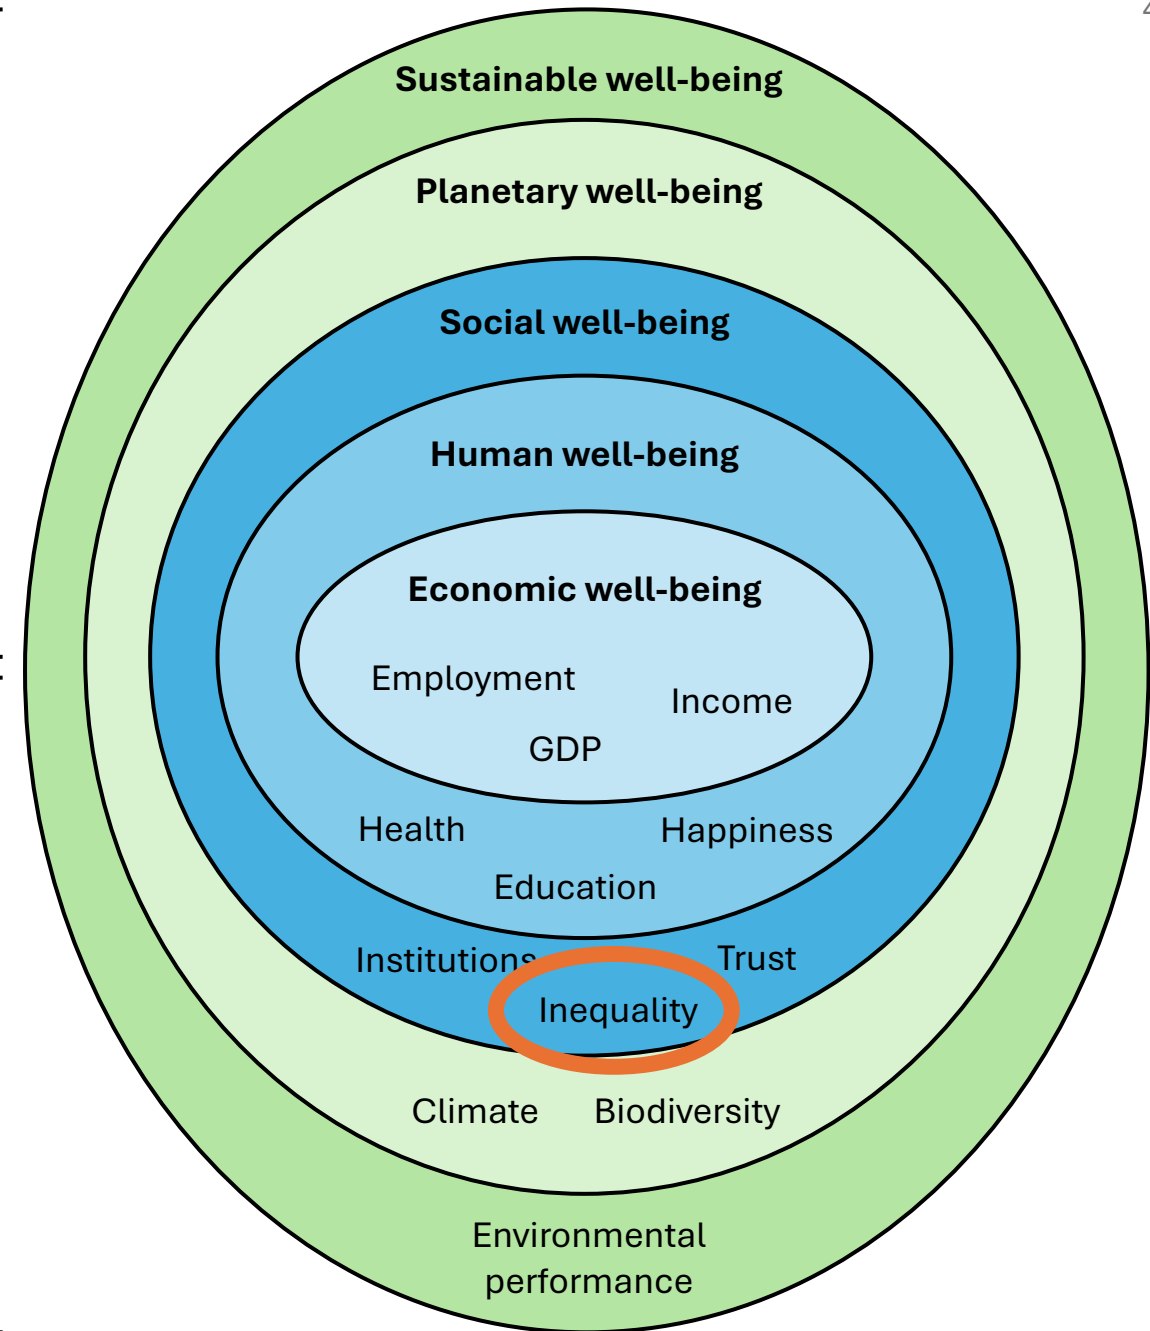 Sustainable well-being
Planetary well-being
Social well-being
Human well-being
Economic well-being
Employment
Income
GDP
Health
Happiness
Education
Institutions
Trust
Inequality
Climate
Biodiversity
Environmental
performance